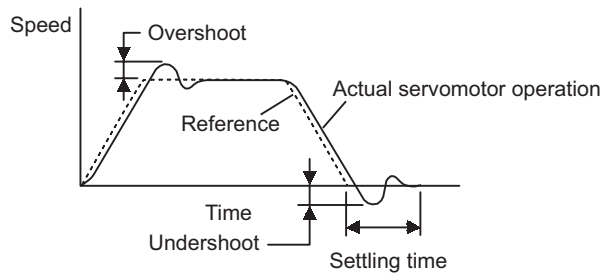 Speed
Overshoot
Actual servomotor operation
Reference
Time
Undershoot
Settling time